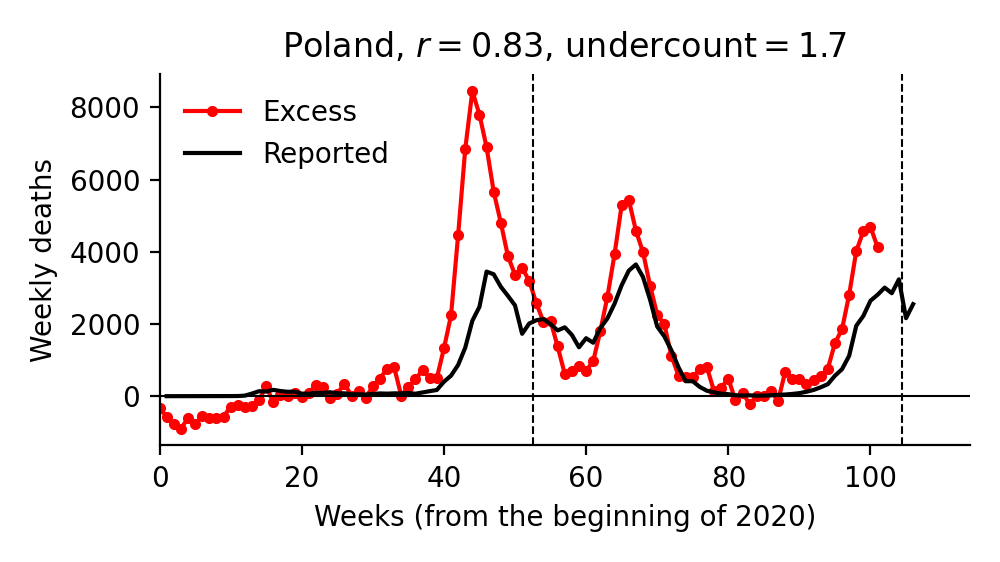 Poland, r = 0.83, undercount = 1.7
Excess
Reported
Weekly deaths
8000
6000
4000
2000
0
0 20 40 60 80 100
Weeks (from the beginning of 2020)